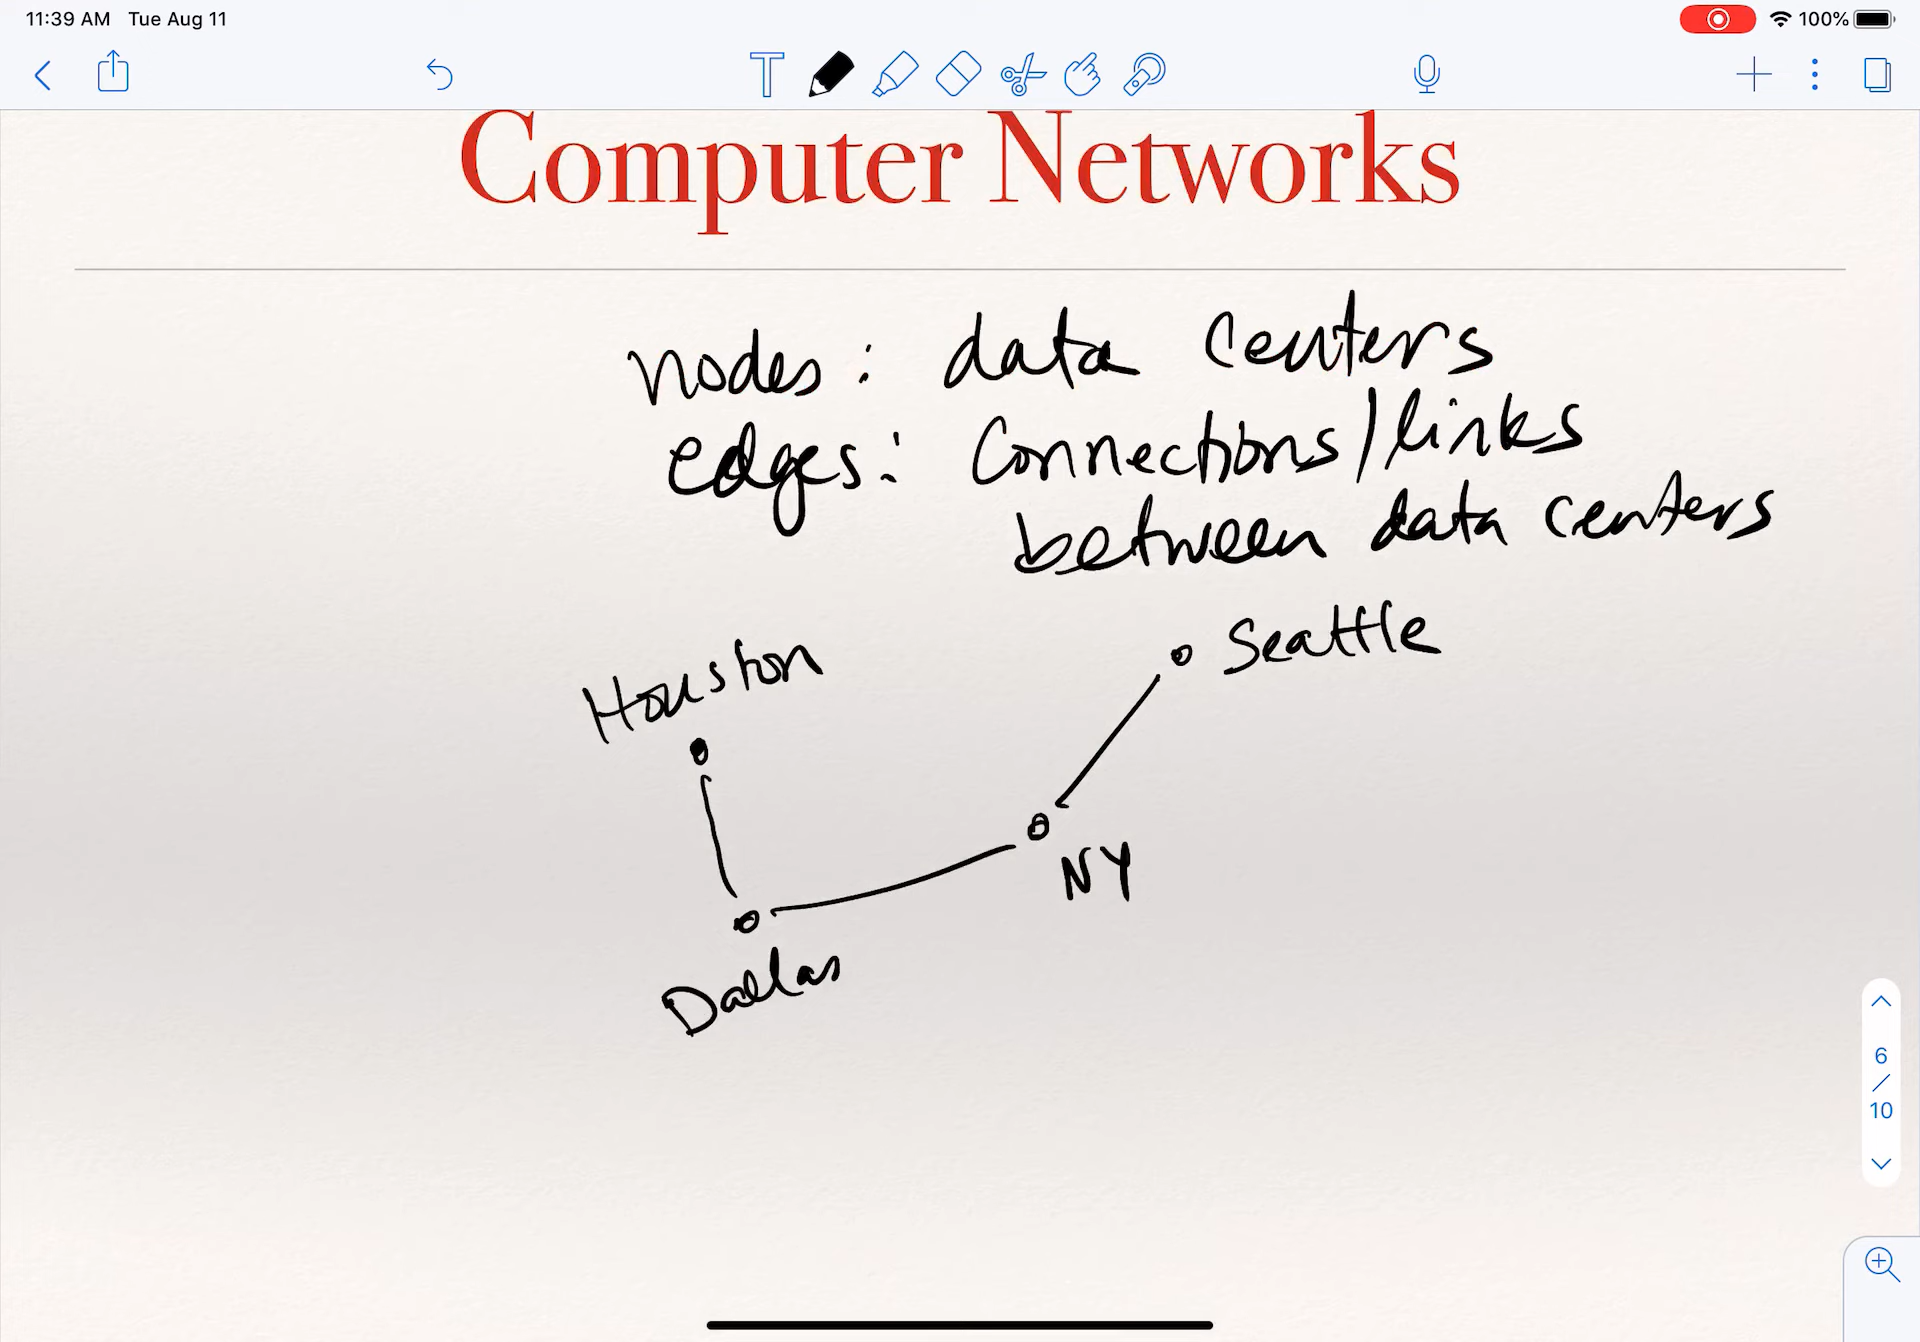 11:39 AM Tue Aug 11
100%
T
Computer Networks
nodes: data centers
edges: Connections/links
between data centers
Seattle
Houston
NY
Dallas
6
/
10